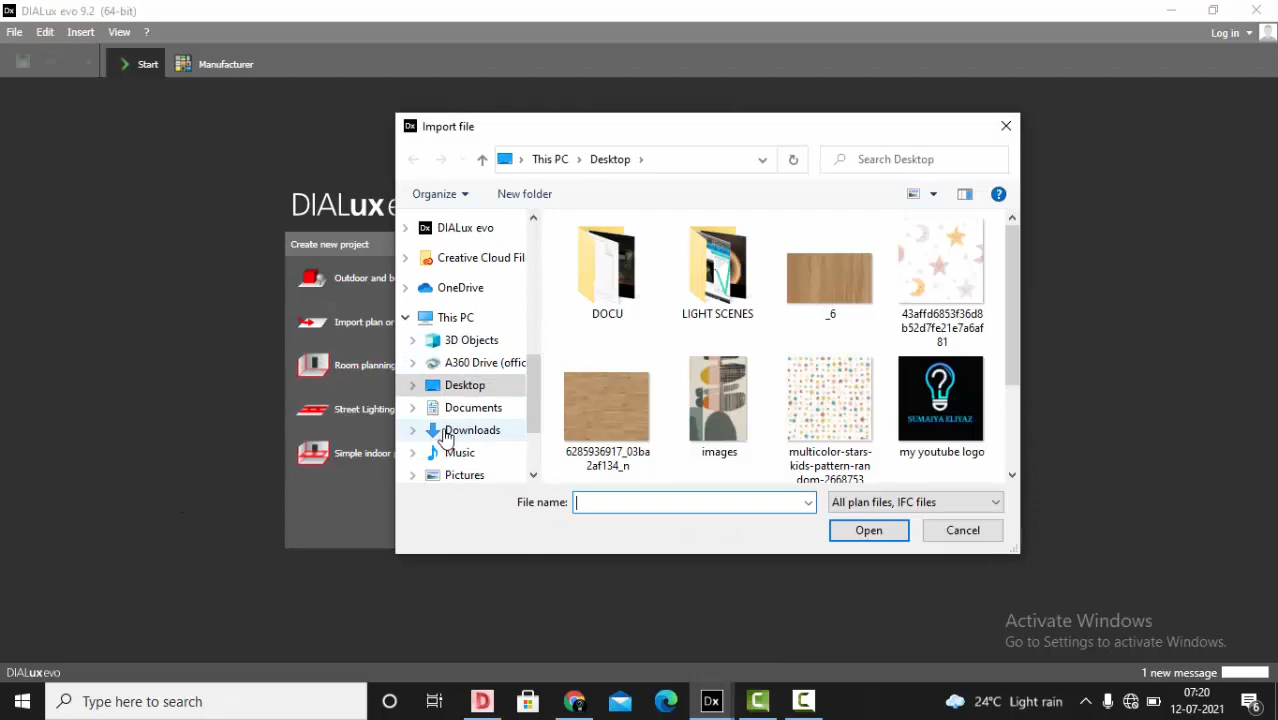 DIALux evo 9.2 (64-bit)
File Edit Insert View ?
Log in
Start
Manufacturer
DIALux e
Create new project
Outdoor and b
Import plan or
Room planning
Street Lighting
Simple indoor p
Import file
This PC > Desktop >
Search Desktop
Organize
New folder
DIALux evo
Creative Cloud Fil
OneDrive
This PC
3D Objects
A360 Drive (offic
Desktop
Documents
Downloads
Music
Pictures
DOCU
LIGHT SCENES
_6
43affd6853f36d8
b52d7fe21e7a6af
81
SUMAIYA ELIYAZ
6285936917_03ba
2af134_n
images
multicolor-stars-
kids-pattern-ran
dom-2668753
my youtube logo
File name:
All plan files, IFC files
Open
Cancel
Activate Windows
Go to Settings to activate Windows.
DIALux evo
1 new message
Type here to search
24°C Light rain
07:20
12-07-2021
6